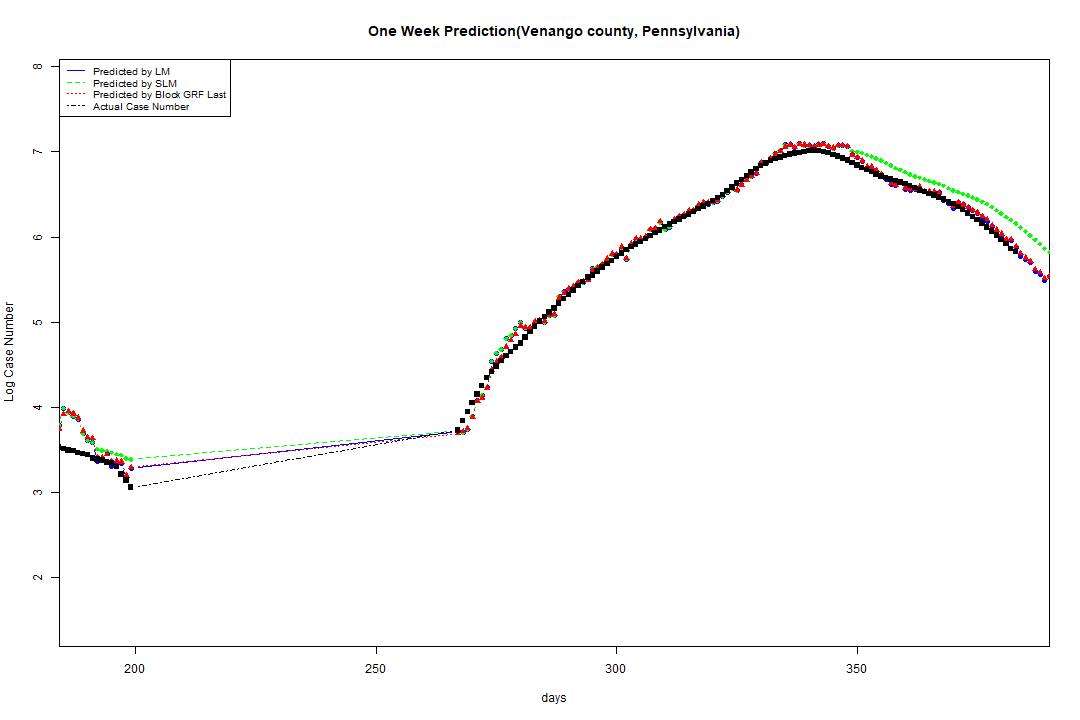 One Week Prediction(Venango county, Pennsylvania)
Predicted by LM
Predicted by SLM
Predicted by Block GRF Last
Actual Case Number
8
7
6
5
4
3
2
Log Case Number
200
250
300
350
days